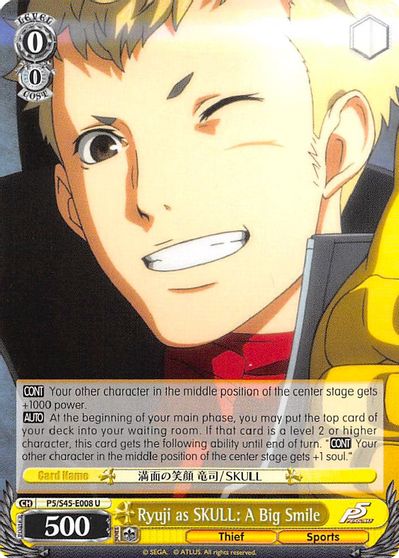 LEVEL
0
0
COST
CONT Your other character in the middle position of the center stage gets
+1000 power.
AUTO At the beginning of your main phase, you may put the top card of
your deck into your waiting room. If that card is a level 2 or higher
character, this card gets the following ability until end of turn. "CONT Your
other character in the middle position of the center stage gets +1 soul."
Card Name
満面の笑顔 竜司/SKULL
CH P5/S45-E008 U
500
Ryuji as SKULL: A Big Smile
P5
Thief
Sports
© SEGA. © ATLUS. All rights reserved.